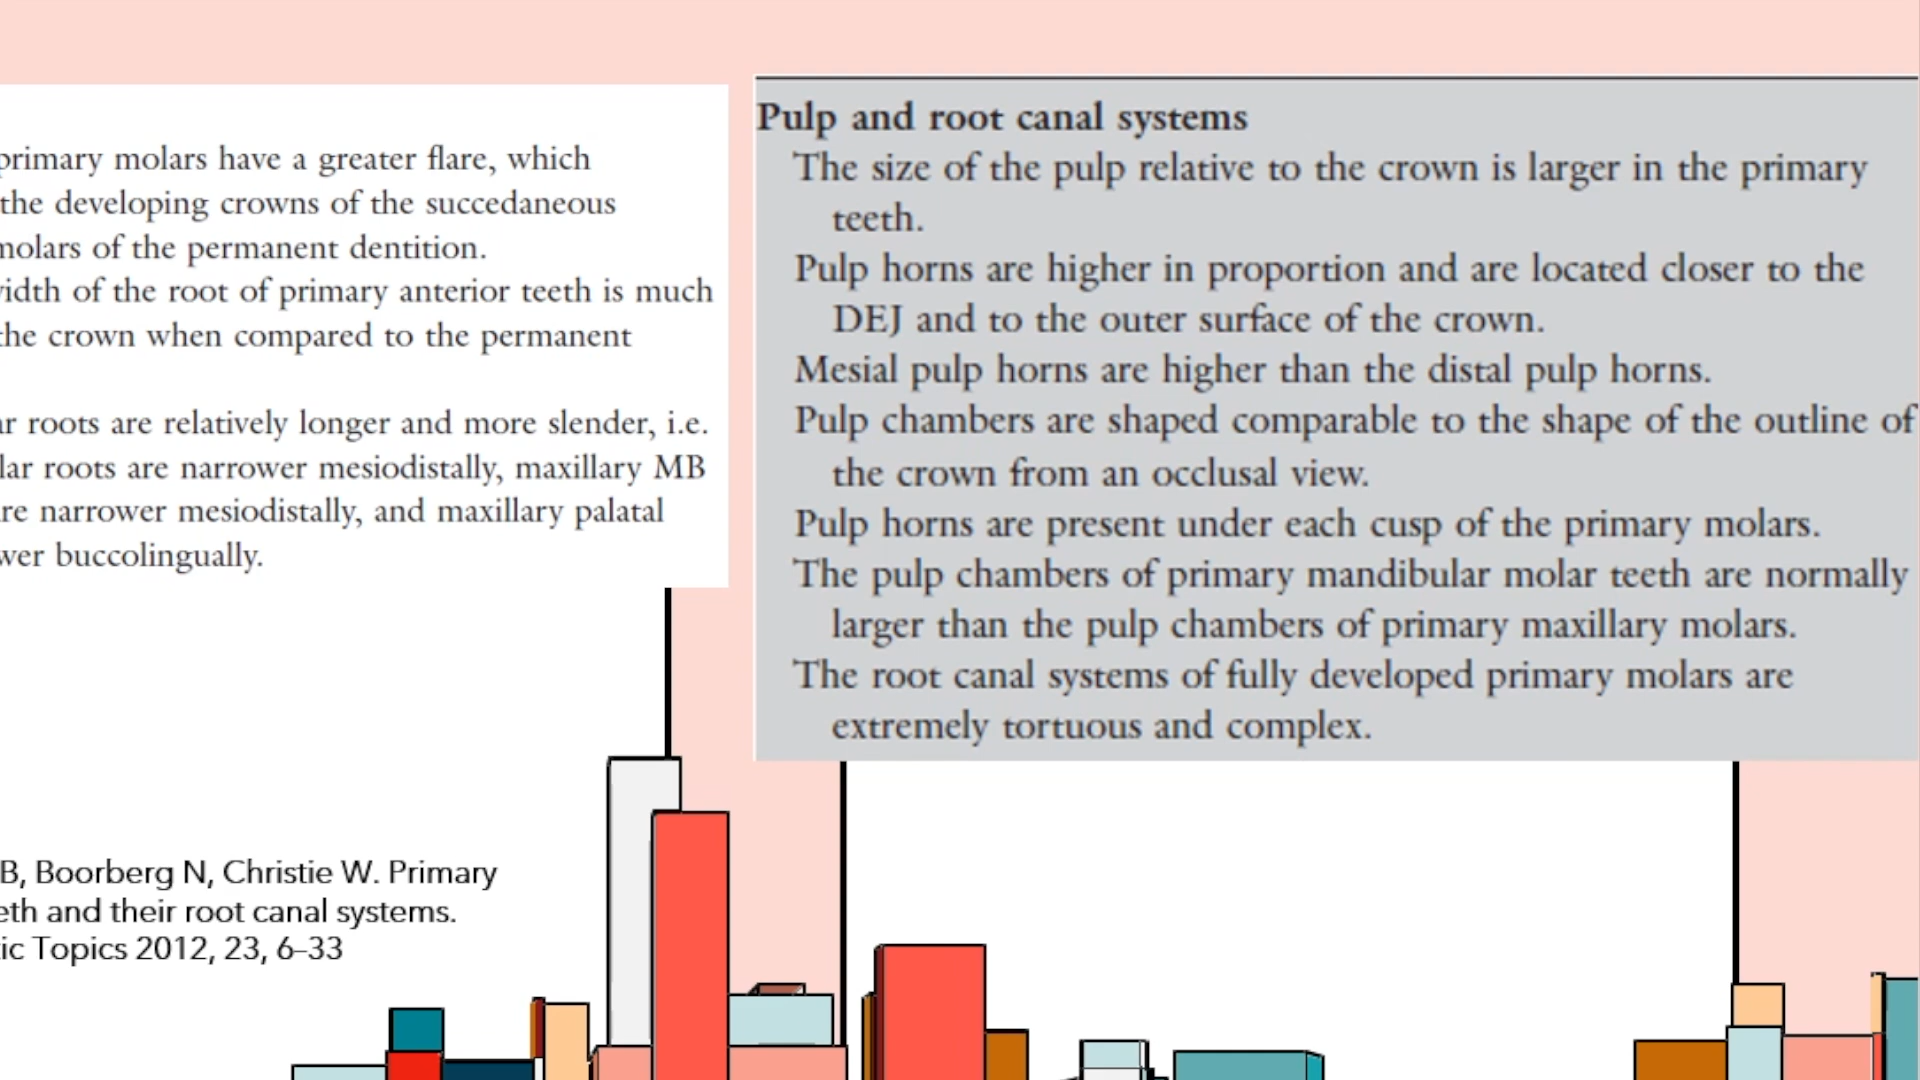 primary molars have a greater flare, which
the developing crowns of the succedaneous
molars of the permanent dentition.
width of the root of primary anterior teeth is much
the crown when compared to the permanent
roots are relatively longer and more slender, i.e.
roots are narrower mesiodistally, maxillary MB
narrower mesiodistally, and maxillary palatal
buccolingually.
B, Boorberg N, Christie W. Primary
and their root canal systems.
Topics 2012, 23, 6–33
Pulp and root canal systems
The size of the pulp relative to the crown is larger in the primary
teeth.
Pulp horns are higher in proportion and are located closer to the
DEJ and to the outer surface of the crown.
Mesial pulp horns are higher than the distal pulp horns.
Pulp chambers are shaped comparable to the shape of the outline of
the crown from an occlusal view.
Pulp horns are present under each cusp of the primary molars.
The pulp chambers of primary mandibular molar teeth are normally
larger than the pulp chambers of primary maxillary molars.
The root canal systems of fully developed primary molars are
extremely tortuous and complex.